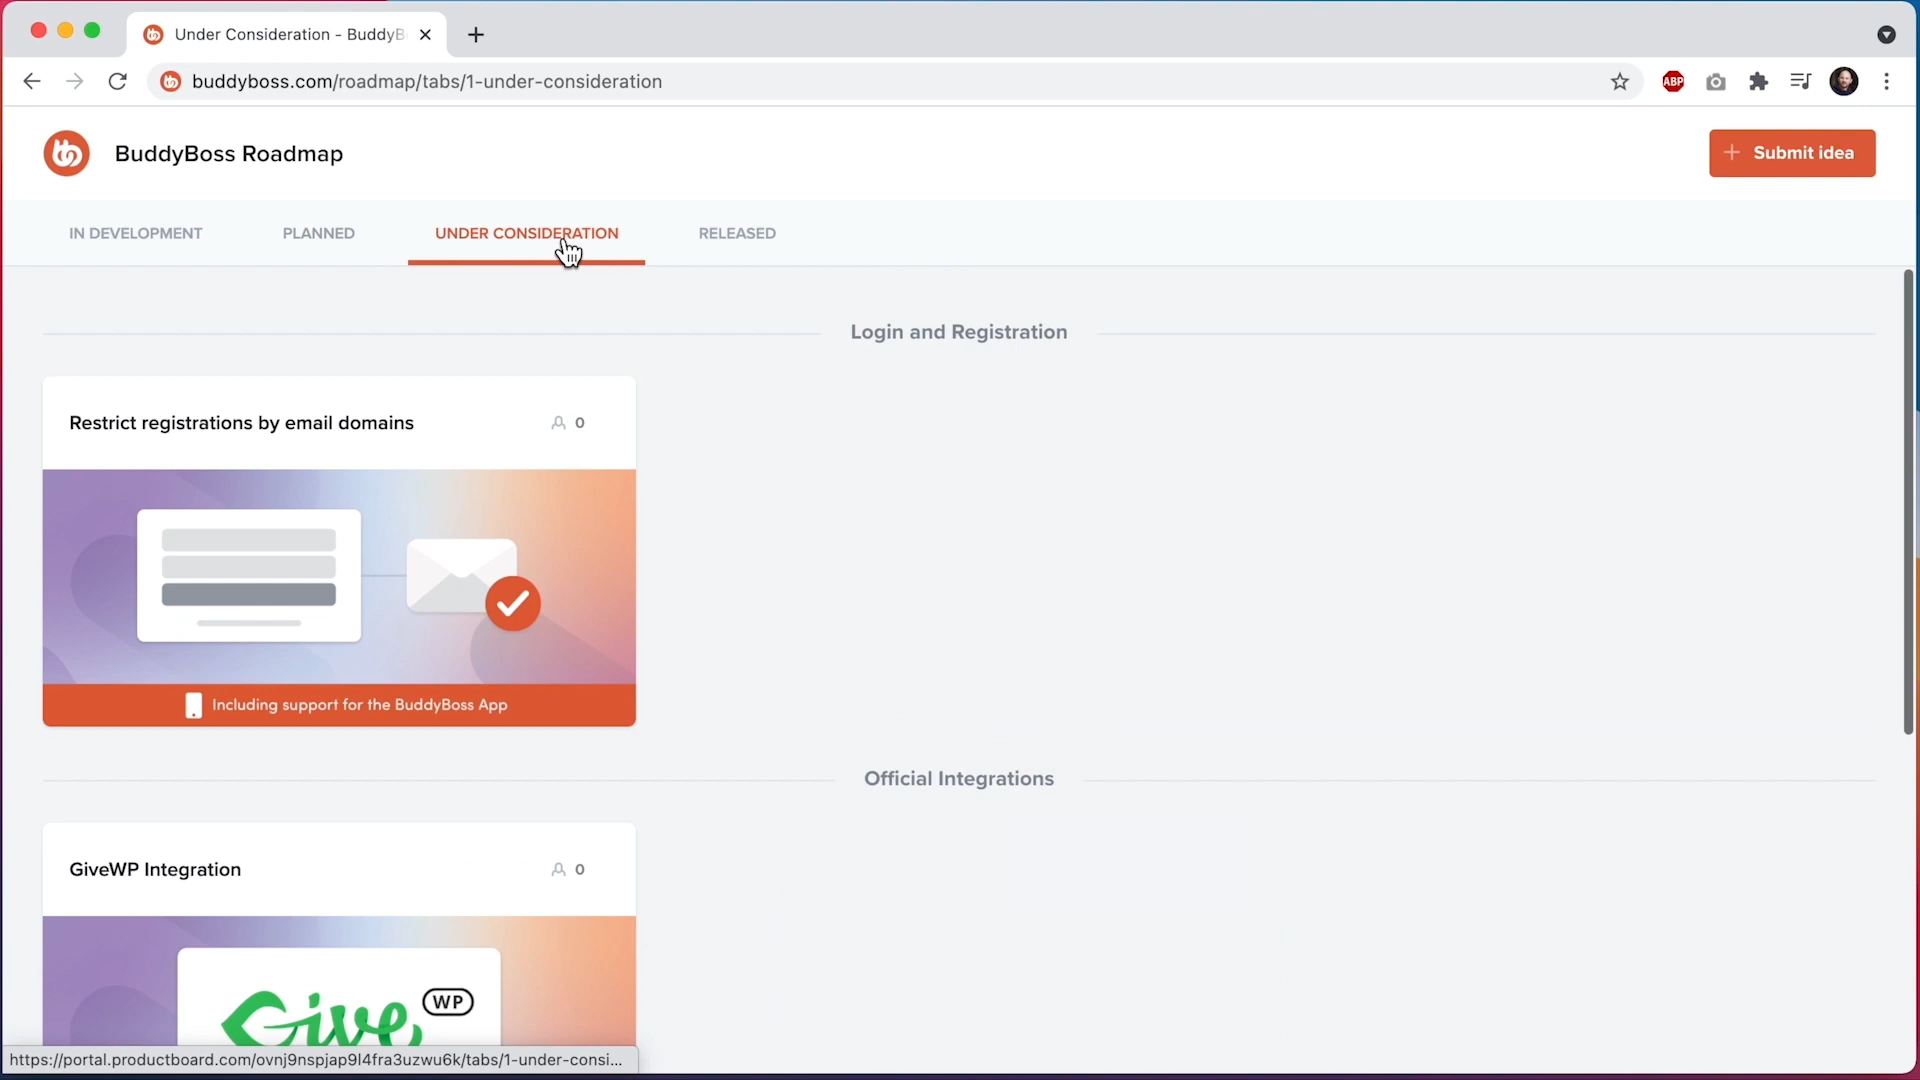 Under Consideration - BuddyB
buddyboss.com/roadmap/tabs/1-under-consideration
ABP
BuddyBoss Roadmap
+ Submit idea
IN DEVELOPMENT
PLANNED
UNDER CONSIDERATION
RELEASED
Login and Registration
Restrict registrations by email domains
0
Including support for the BuddyBoss App
Official Integrations
GiveWP Integration
0
Give WP
https://portal.productboard.com/ovnj9nspjap9l4fra3uzwu6k/tabs/1-under-consi...